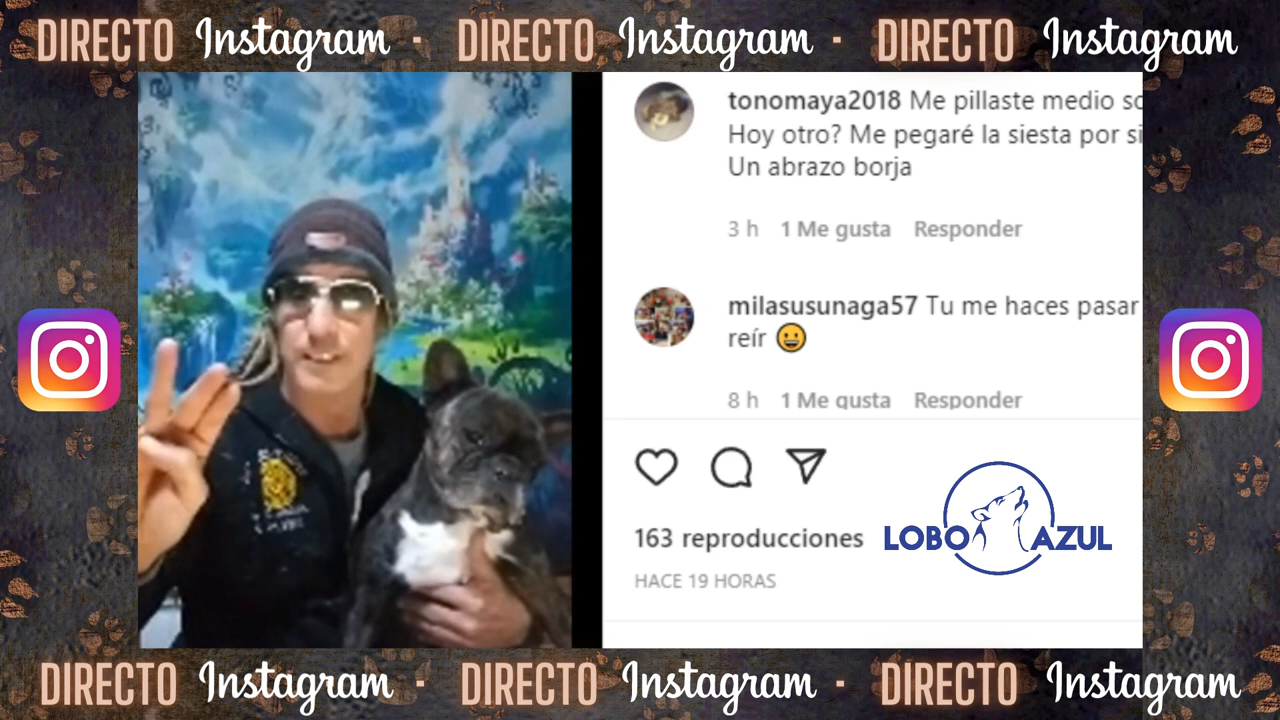 DIRECTO Instagram · DIRECTO Instagram · DIRECTO Instagram
tonomaya2018 Me pillaste medio
Hoy otro? Me pegaré la siesta por
Un abrazo borja
3 h 1 Me gusta Responder
milasusunaga57 Tu me haces pasar
reír 😀
8 h 1 Me gusta Responder
163 reproducciones
HACE 19 HORAS
LOBO AZUL
DIRECTO Instagram · DIRECTO Instagram · DIRECTO Instagram